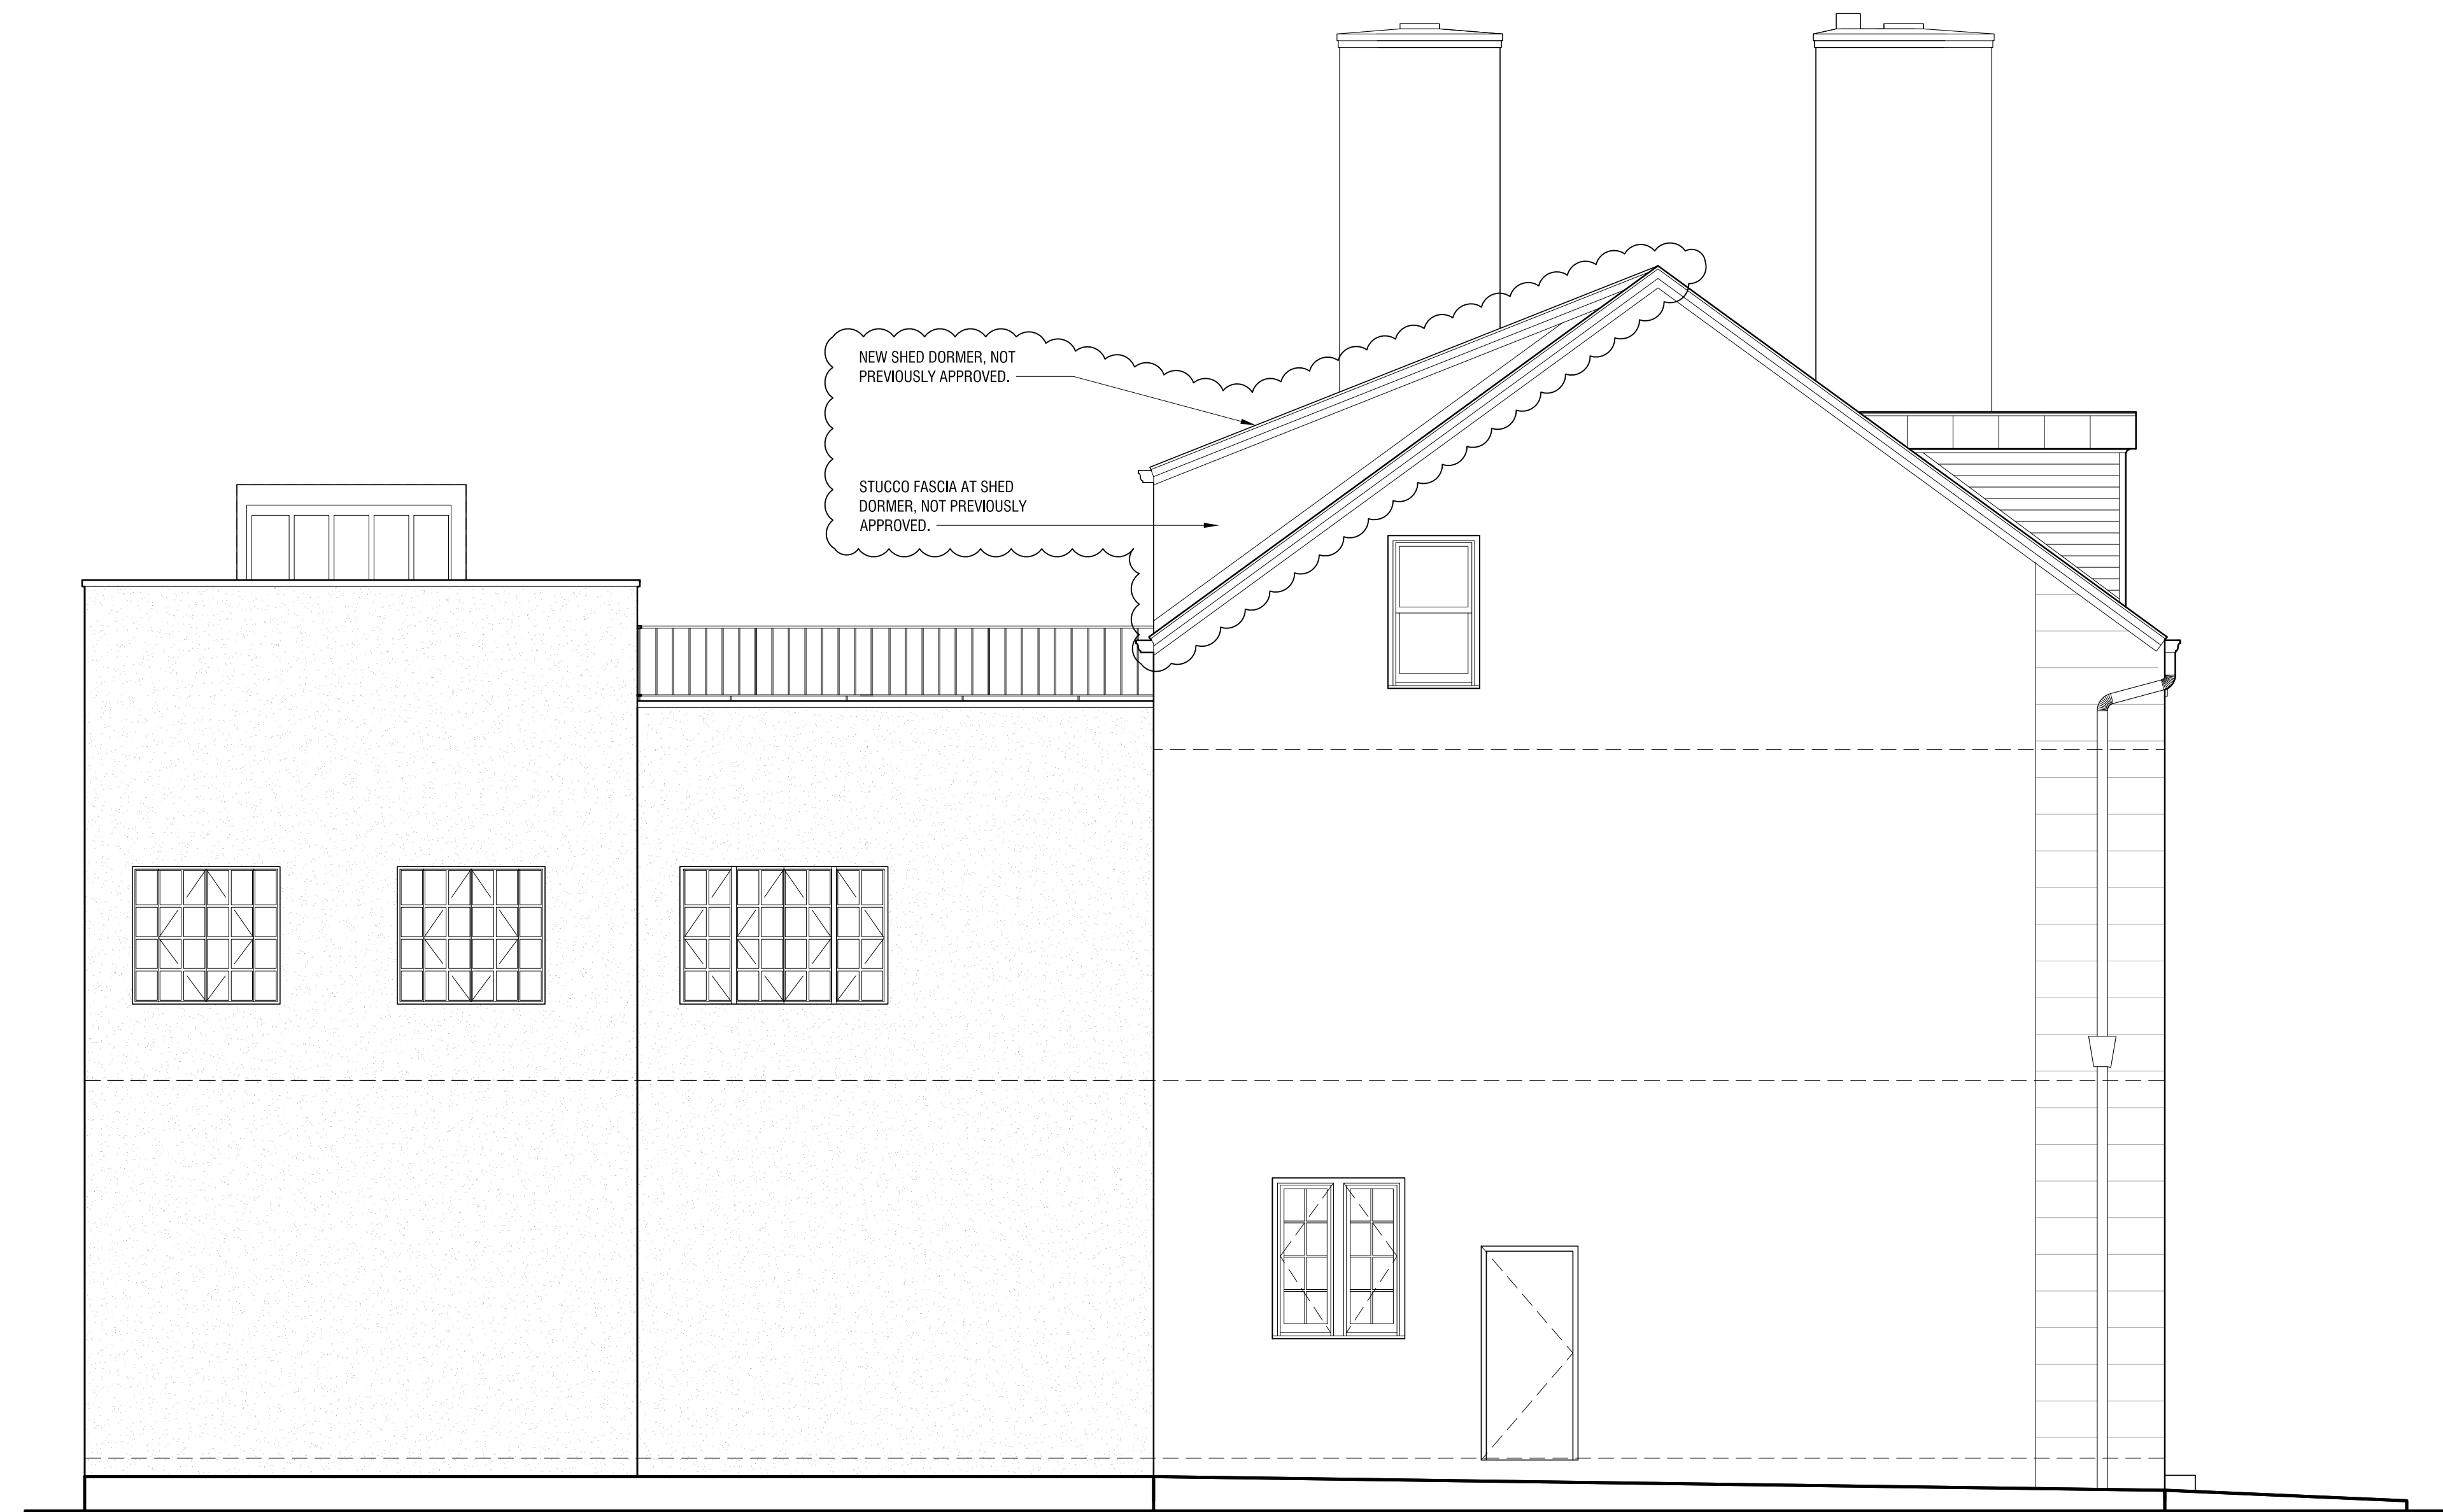 NEW SHED DORMER, NOT
PREVIOUSLY APPROVED.
STUCCO FASCIA AT SHED
DORMER, NOT PREVIOUSLY
APPROVED.